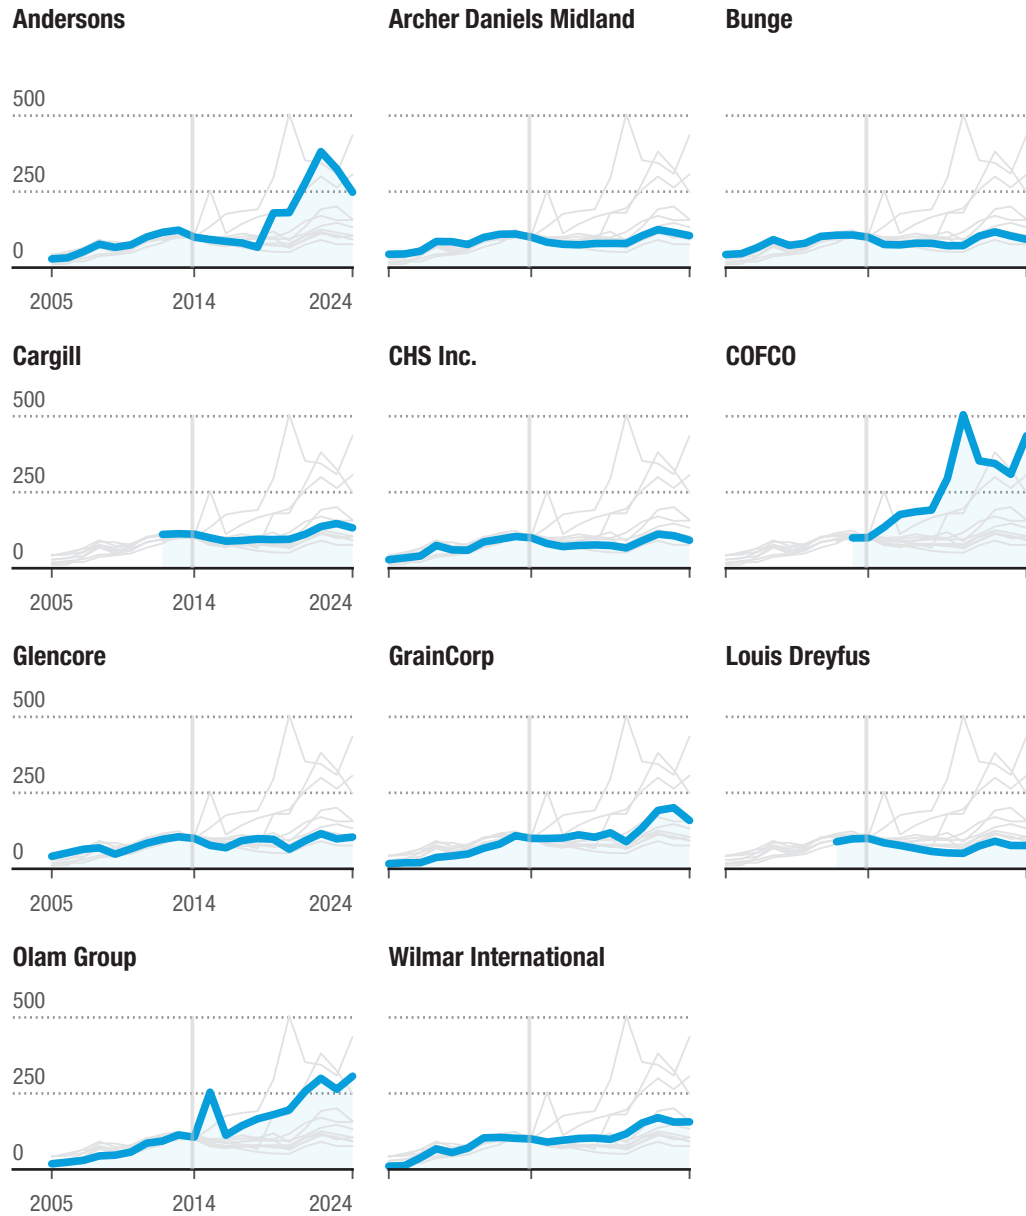 Andersons
Archer Daniels Midland
Bunge
500
250
0
2005 2014 2024
Cargill
CHS Inc.
COFCO
500
250
0
2005 2014 2024
Glencore
GrainCorp
Louis Dreyfus
500
250
0
2005 2014 2024
Olam Group
Wilmar International
500
250
0
2005 2014 2024